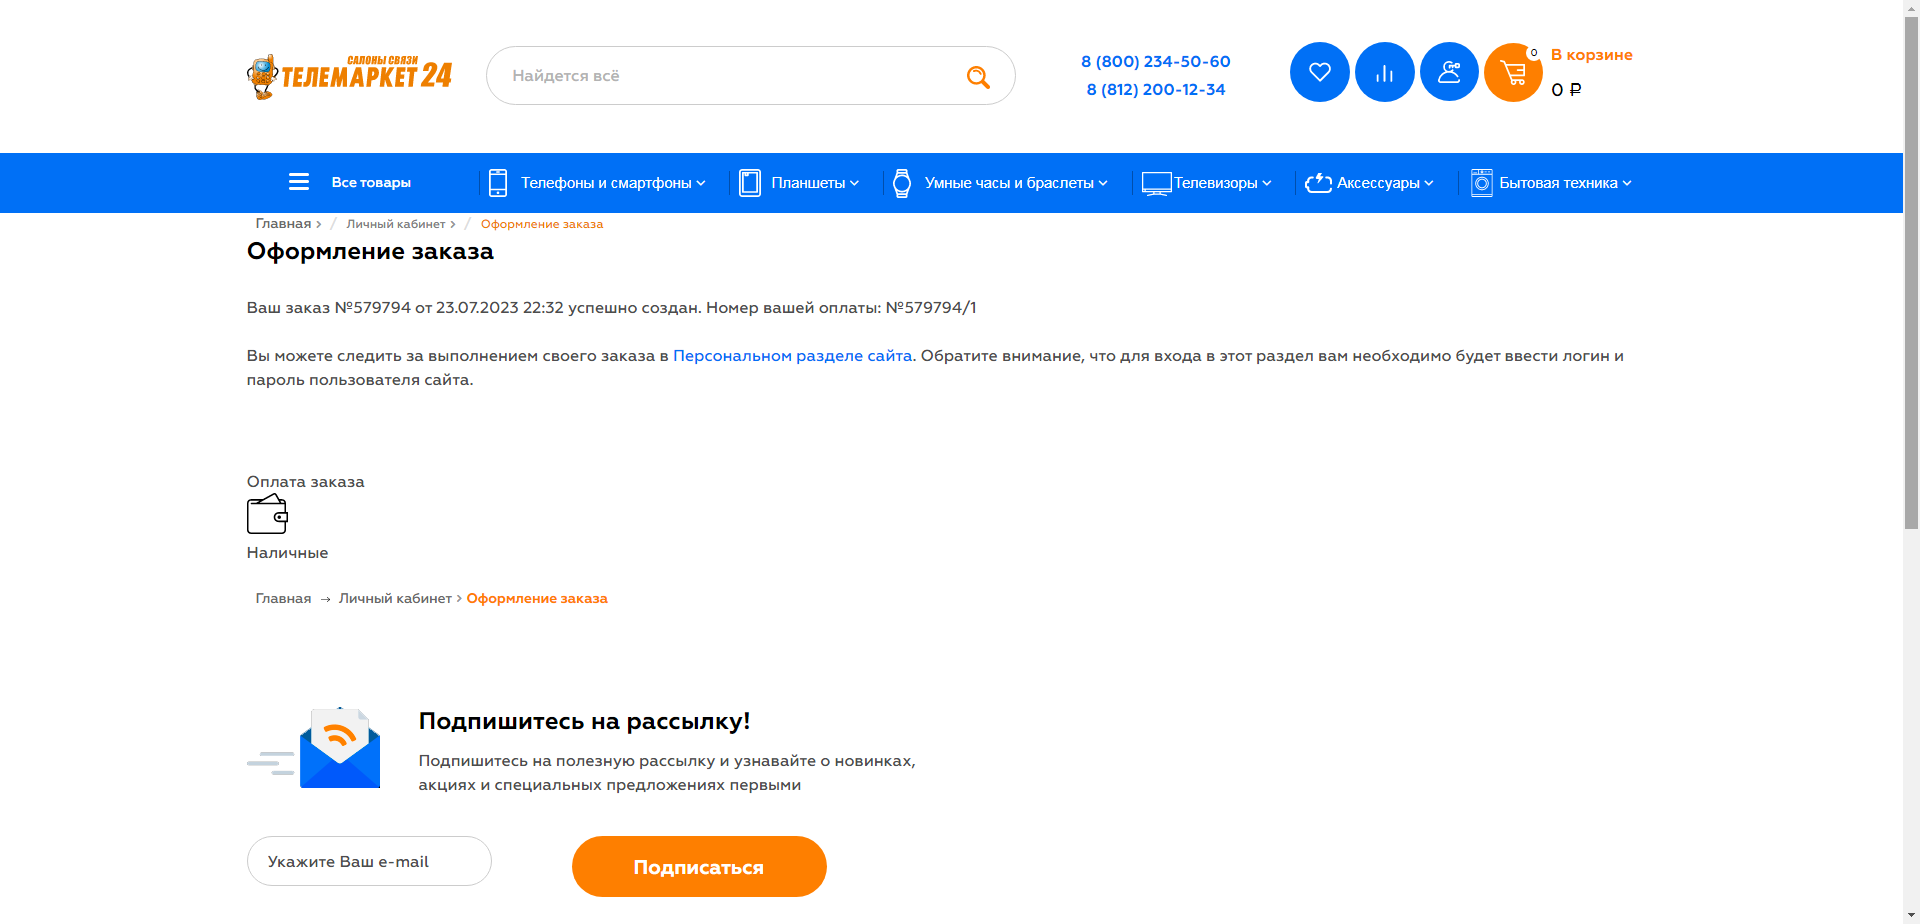 САЛОНЫ СВЯЗИ
ТЕЛЕМАРКЕТ 24
Найдется всё
8 (800) 234-50-60
8 (812) 200-12-34
0
В корзине
0 ₽
Все товары
Телефоны и смартфоны
Планшеты
Умные часы и браслеты
Телевизоры
Аксессуары
Бытовая техника
Главная > / Личный кабинет > / Оформление заказа
Оформление заказа
Ваш заказ №579794 от 23.07.2023 22:32 успешно создан. Номер вашей оплаты: №579794/1
Вы можете следить за выполнением своего заказа в Персональном разделе сайта. Обратите внимание, что для входа в этот раздел вам необходимо будет ввести логин и
пароль пользователя сайта.
Оплата заказа
Наличные
Главная → Личный кабинет > Оформление заказа
Подпишитесь на рассылку!
Подпишитесь на полезную рассылку и узнавайте о новинках,
акциях и специальных предложениях первыми
Укажите Ваш e-mail
Подписаться